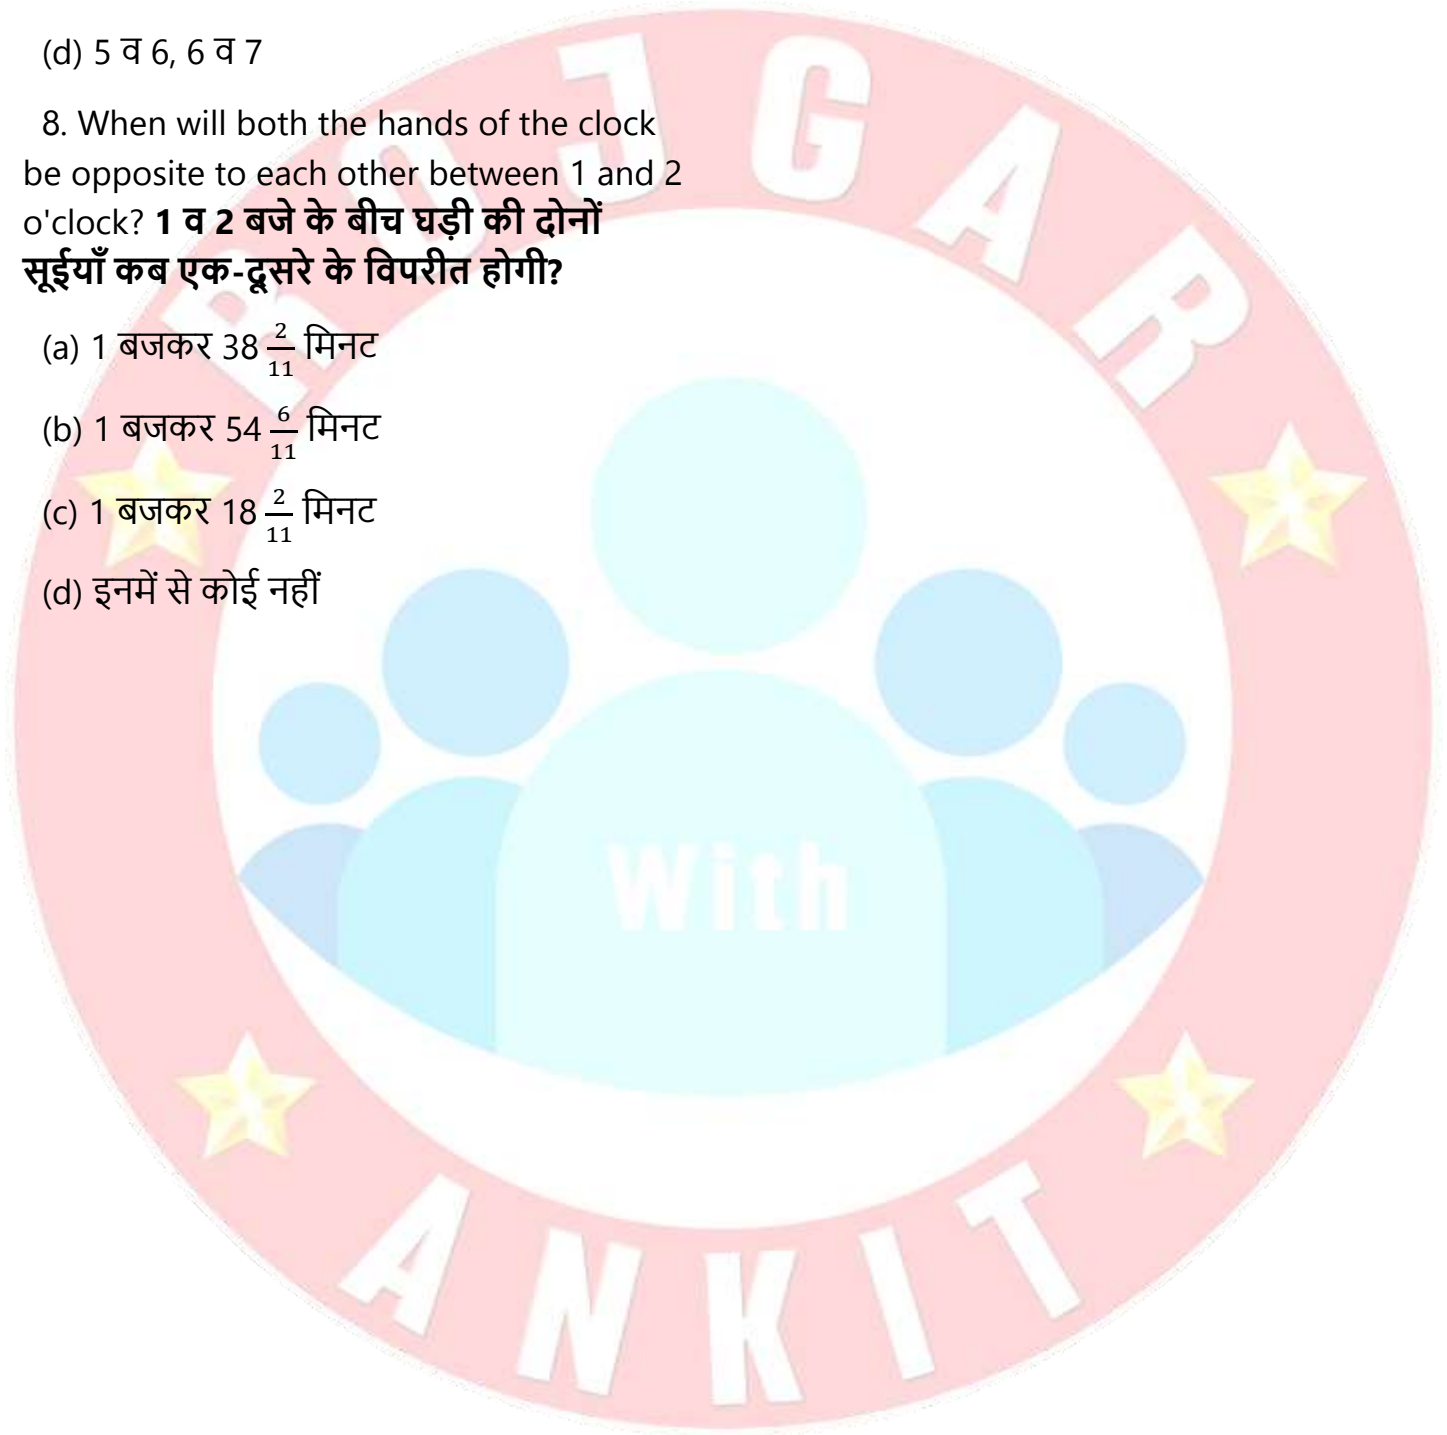 (d) 5 व 6, 6 व 7
8. When will both the hands of the clock
be opposite to each other between 1 and 2
o'clock? 1 व 2 बजे के बीच घड़ी की दोनों
सूईयाँ कब एक-दूसरे के विपरीत होगी?
(a) 1 बजकर 38 2/11 मिनट
(b) 1 बजकर 54 6/11 मिनट
(c) 1 बजकर 18 2/11 मिनट
(d) इनमें से कोई नहीं
ROJGAR
With
ANKIT